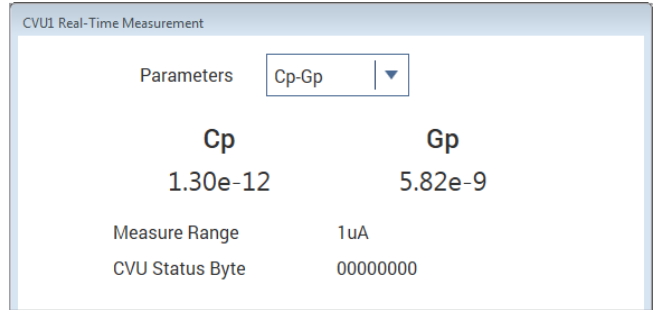 CVU1 Real-Time Measurement
Parameters Cp-Gp
Cp Gp
1.30e-12 5.82e-9
Measure Range 1uA
CVU Status Byte 00000000